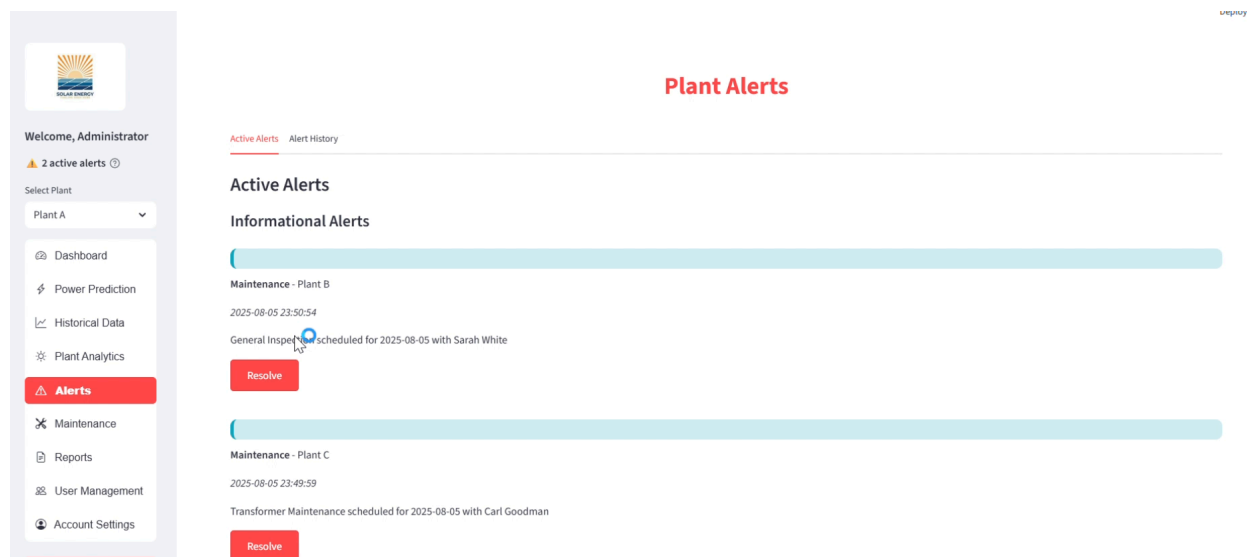 Deploy
SOLAR ENERGY
Welcome, Administrator
2 active alerts
Select Plant
Plant A
Dashboard
Power Prediction
Historical Data
Plant Analytics
Alerts
Maintenance
Reports
User Management
Account Settings
Plant Alerts
Active Alerts Alert History
Active Alerts
Informational Alerts
Maintenance - Plant B
2025-08-05 23:50:54
General Inspection scheduled for 2025-08-05 with Sarah White
Resolve
Maintenance - Plant C
2025-08-05 23:49:59
Transformer Maintenance scheduled for 2025-08-05 with Carl Goodman
Resolve